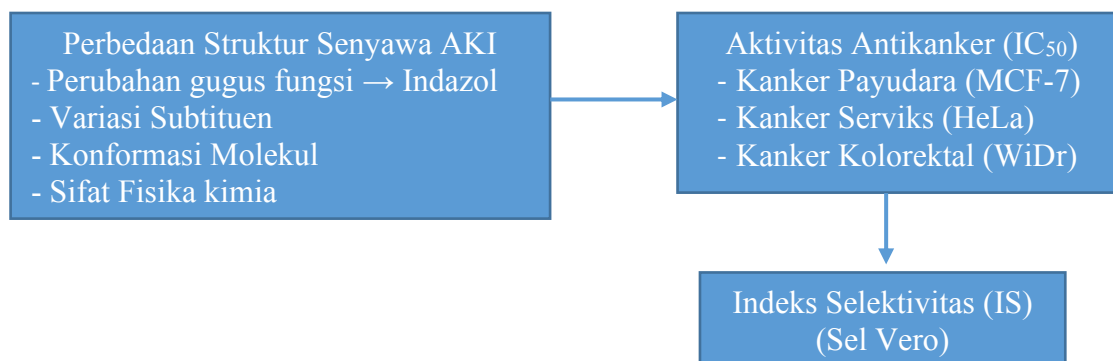 Perbedaan Struktur Senyawa AKI
- Perubahan gugus fungsi → Indazol
- Variasi Subtituen
- Konformasi Molekul
- Sifat Fisika kimia
Aktivitas Antikanker (IC₅₀)
- Kanker Payudara (MCF-7)
- Kanker Serviks (HeLa)
- Kanker Kolorektal (WiDr)
Indeks Selektivitas (IS)
(Sel Vero)